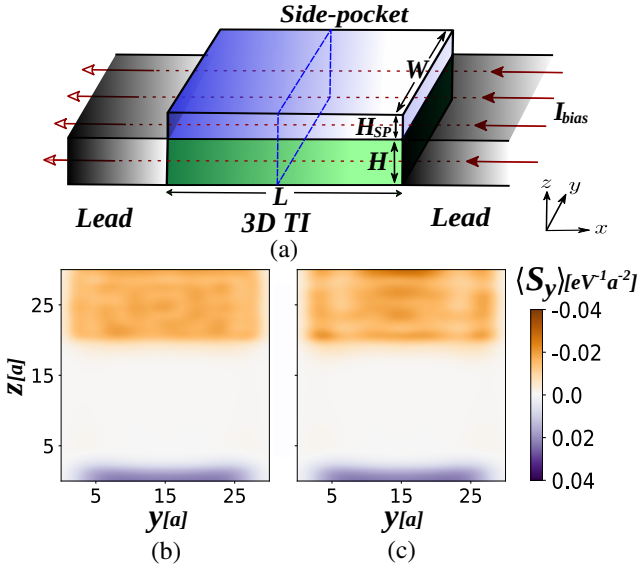 Side-pocket
W
I_bias
H_SP
H
L
z
y
x
Lead
3D TI
Lead
(a)
⟨S_y⟩[eV⁻¹a⁻²]
25
15
5
z[a]
5 15 25
5 15 25
-0.04
-0.02
0.0
0.02
0.04
y[a]
y[a]
(b)
(c)